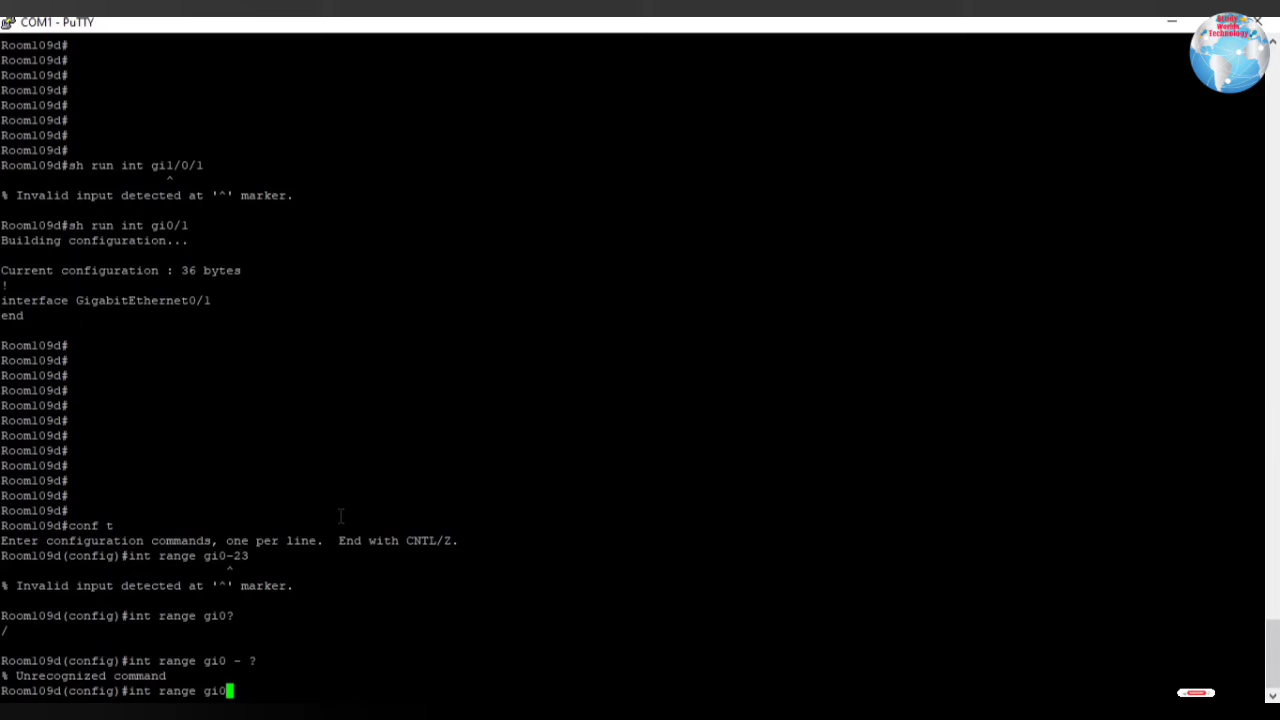 COM1 - PuTTY
Study
Worlds
Technology
Room109d#
Room109d#
Room109d#
Room109d#
Room109d#
Room109d#
Room109d#
Room109d#
Room109d#sh run int gi1/0/1
^
% Invalid input detected at '^' marker.
Room109d#sh run int gi0/1
Building configuration...
Current configuration : 36 bytes
!
interface GigabitEthernet0/1
end
Room109d#
Room109d#
Room109d#
Room109d#
Room109d#
Room109d#
Room109d#
Room109d#
Room109d#
Room109d#
Room109d#
Room109d#
Room109d#conf t
Enter configuration commands, one per line.  End with CNTL/Z.
Room109d(config)#int range gi0-23
^
% Invalid input detected at '^' marker.
Room109d(config)#int range gi0?
/
Room109d(config)#int range gi0 - ?
% Unrecognized command
Room109d(config)#int range gi0